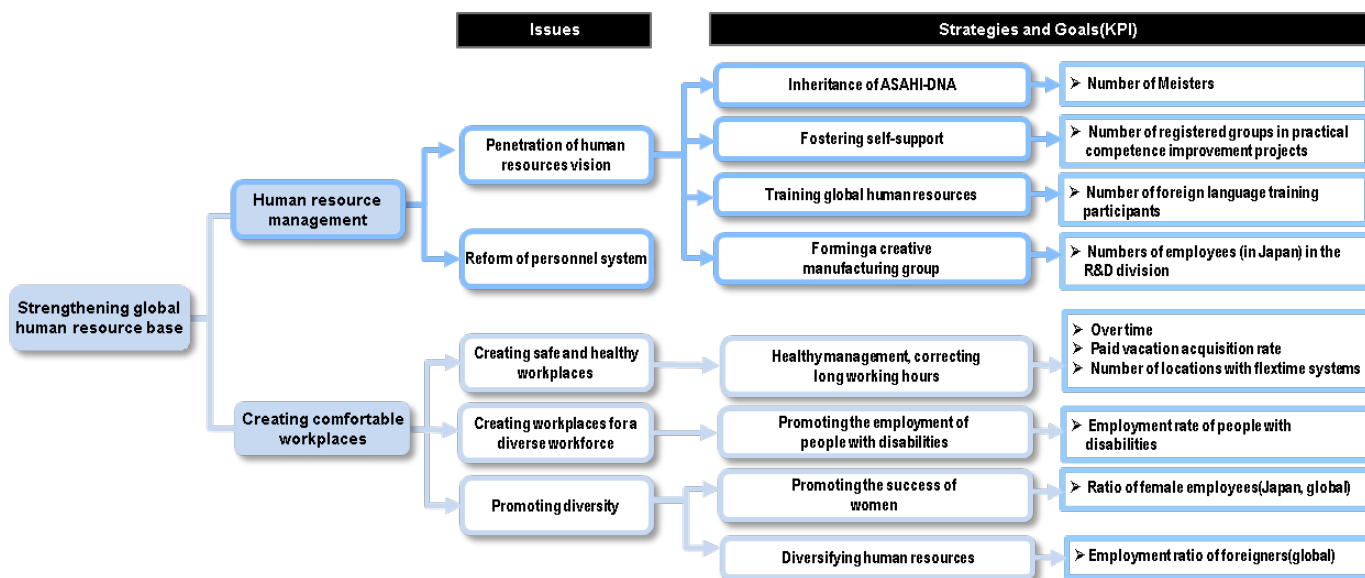 Issues
Strategies and Goals(KPI)
Strengthening global
human resource base
Human resource
management
Penetration of human
resources vision
Reform of personnel system
Inheritance of ASAHI-DNA
➢ Number of Meisters
Fostering self-support
➢ Number of registered groups in practical
competence improvement projects
Training global human resources
➢ Number of foreign language training
participants
Forming a creative
manufacturing group
➢ Numbers of employees (in Japan) in the
R&D division
Creating comfortable
workplaces
Creating safe and healthy
workplaces
Healthy management, correcting
long working hours
➢ Overtime
➢ Paid vacation acquisition rate
➢ Number of locations with flextime systems
Creating workplaces for a
diverse workforce
Promoting the employment of
people with disabilities
➢ Employment rate of people with
disabilities
Promoting diversity
Promoting the success of
women
➢ Ratio of female employees(Japan, global)
Diversifying human resources
➢ Employment ratio of foreigners(global)